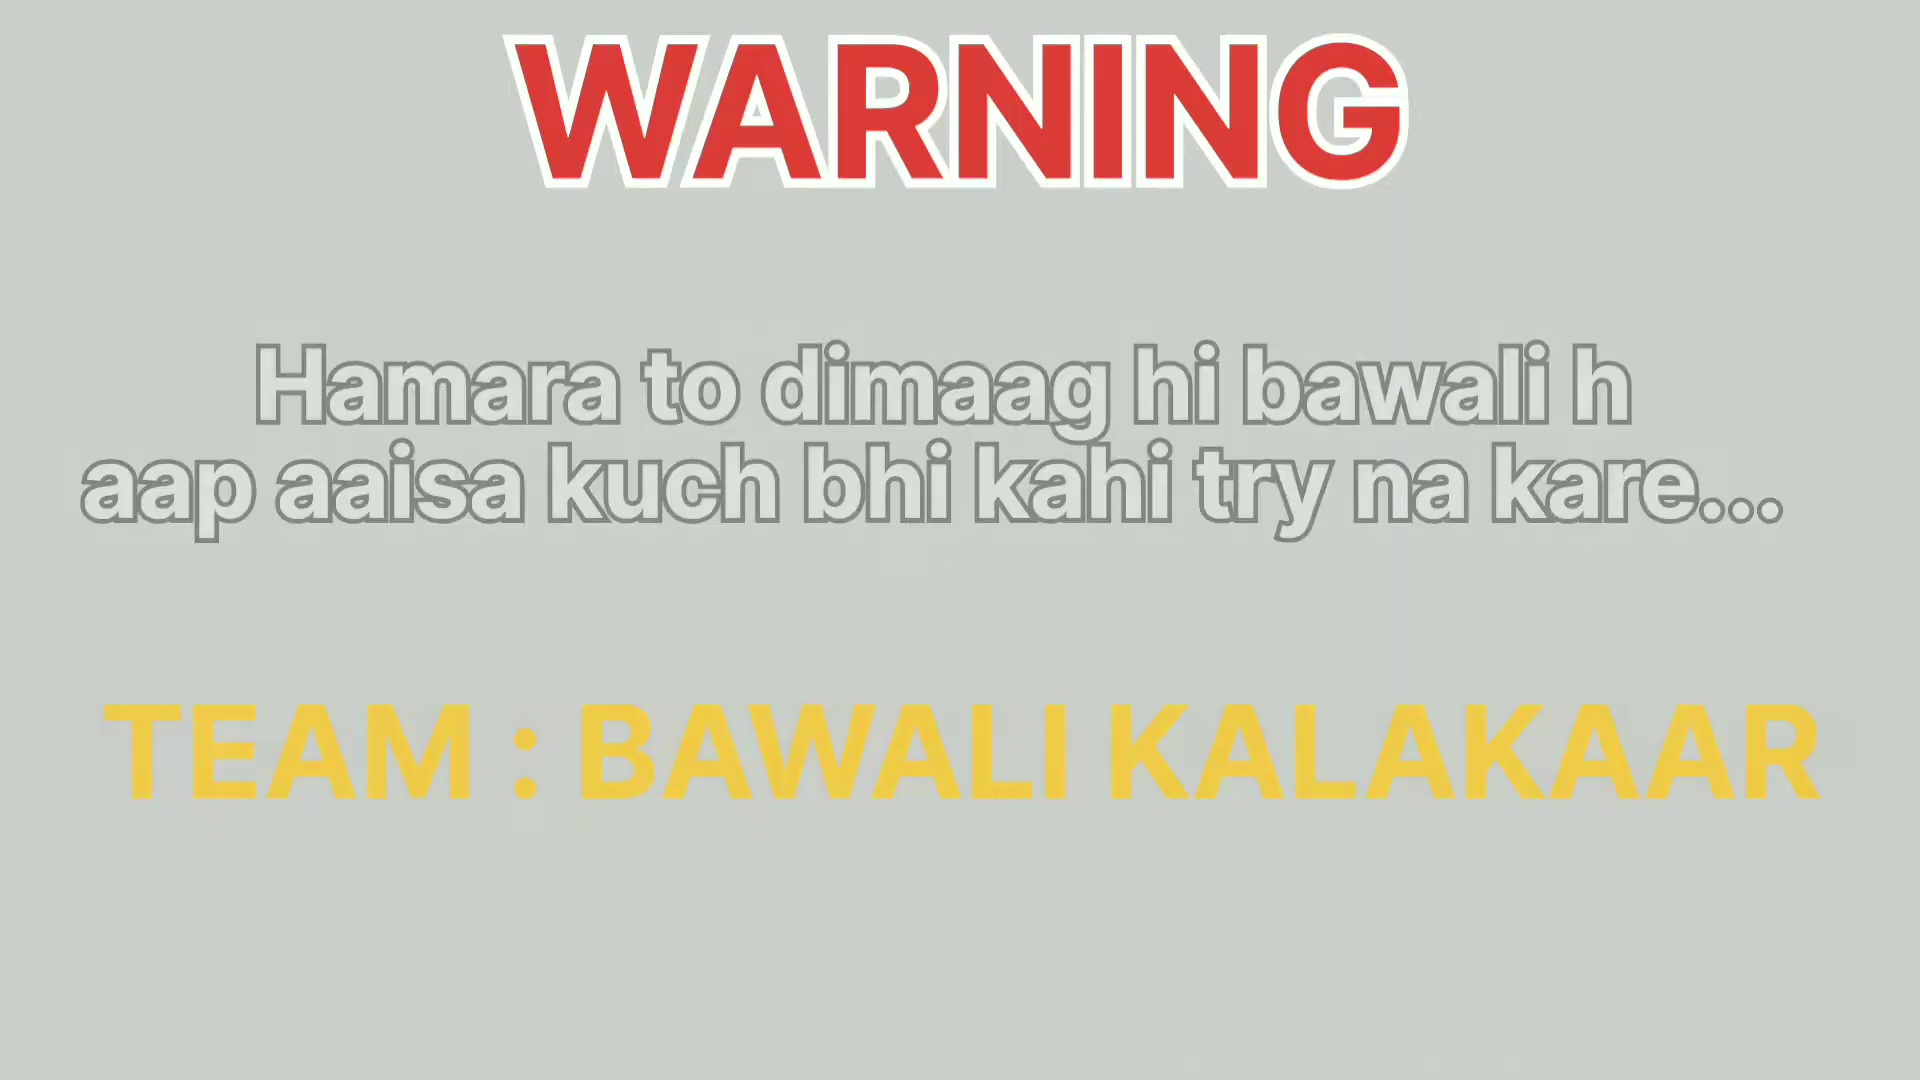 WARNING
Hamara to dimaag hi bawali h
aap aaisa kuch bhi kahi try na kare...
TEAM : BAWALI KALAKAAR